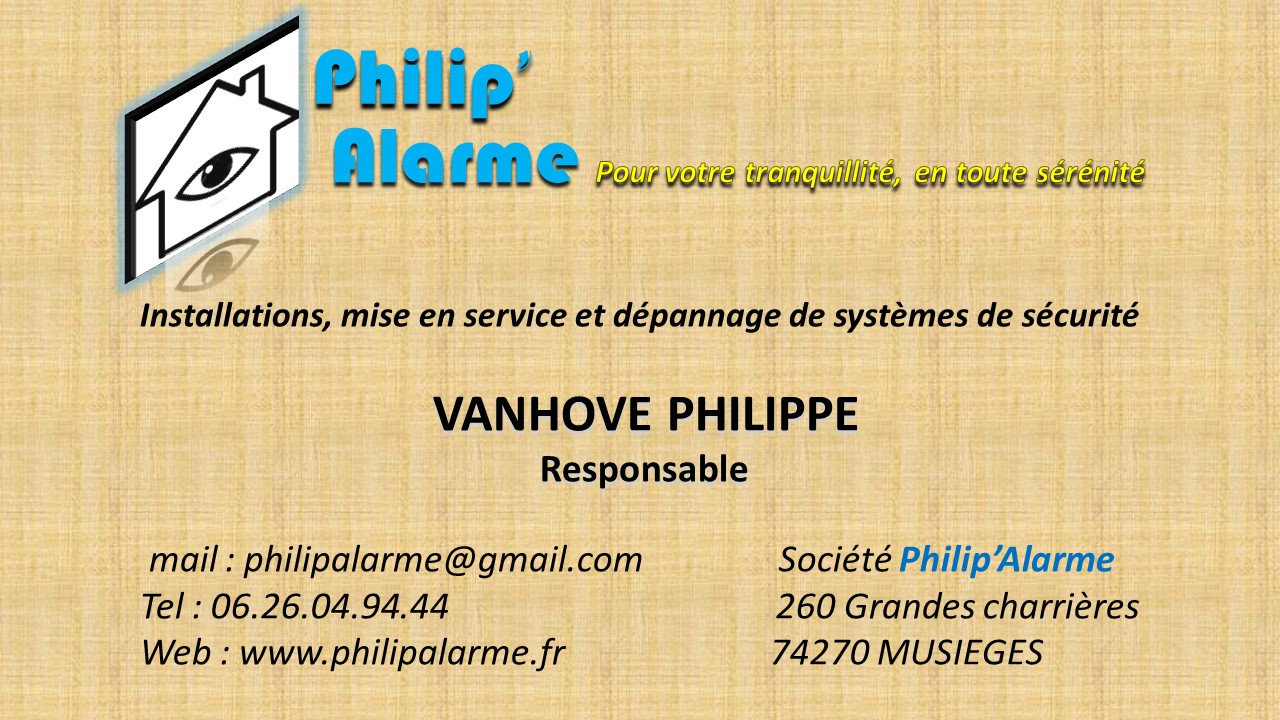 Philip’
Alarme
Pour votre tranquillité, en toute sérénité
Installations, mise en service et dépannage de systèmes de sécurité
VANHOVE PHILIPPE
Responsable
mail : philipalarme@gmail.com
Tel : 06.26.04.94.44
Web : www.philipalarme.fr
Société Philip’Alarme
260 Grandes charrières
74270 MUSIEGES